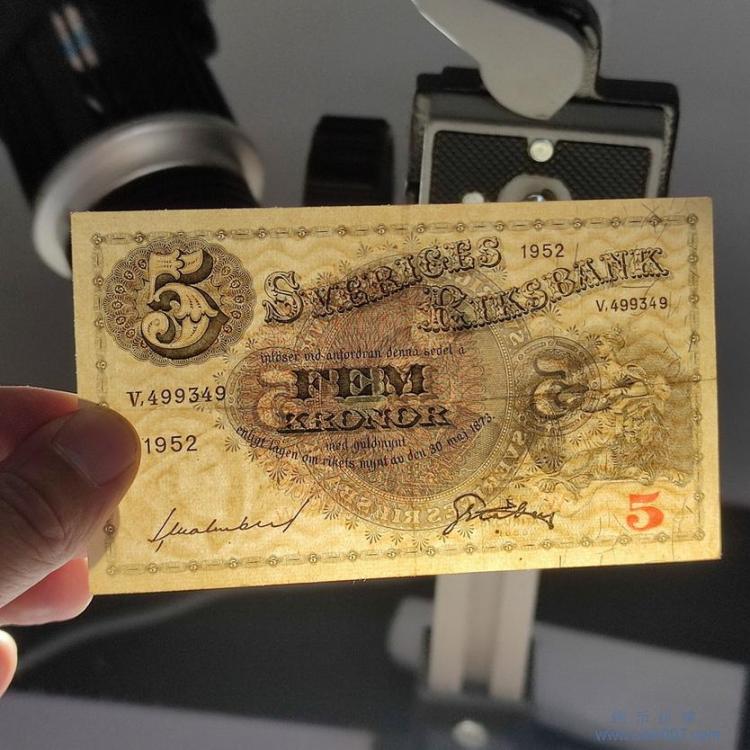 5
SVERIGES
1952
RIKSBANK
V,499349
inlöser vid anfordran denna sedel å
FEM
V,499349
KRONOR
1952
med guldmynt
enligt lagen om rikets mynt av den 30 maj 1873
5